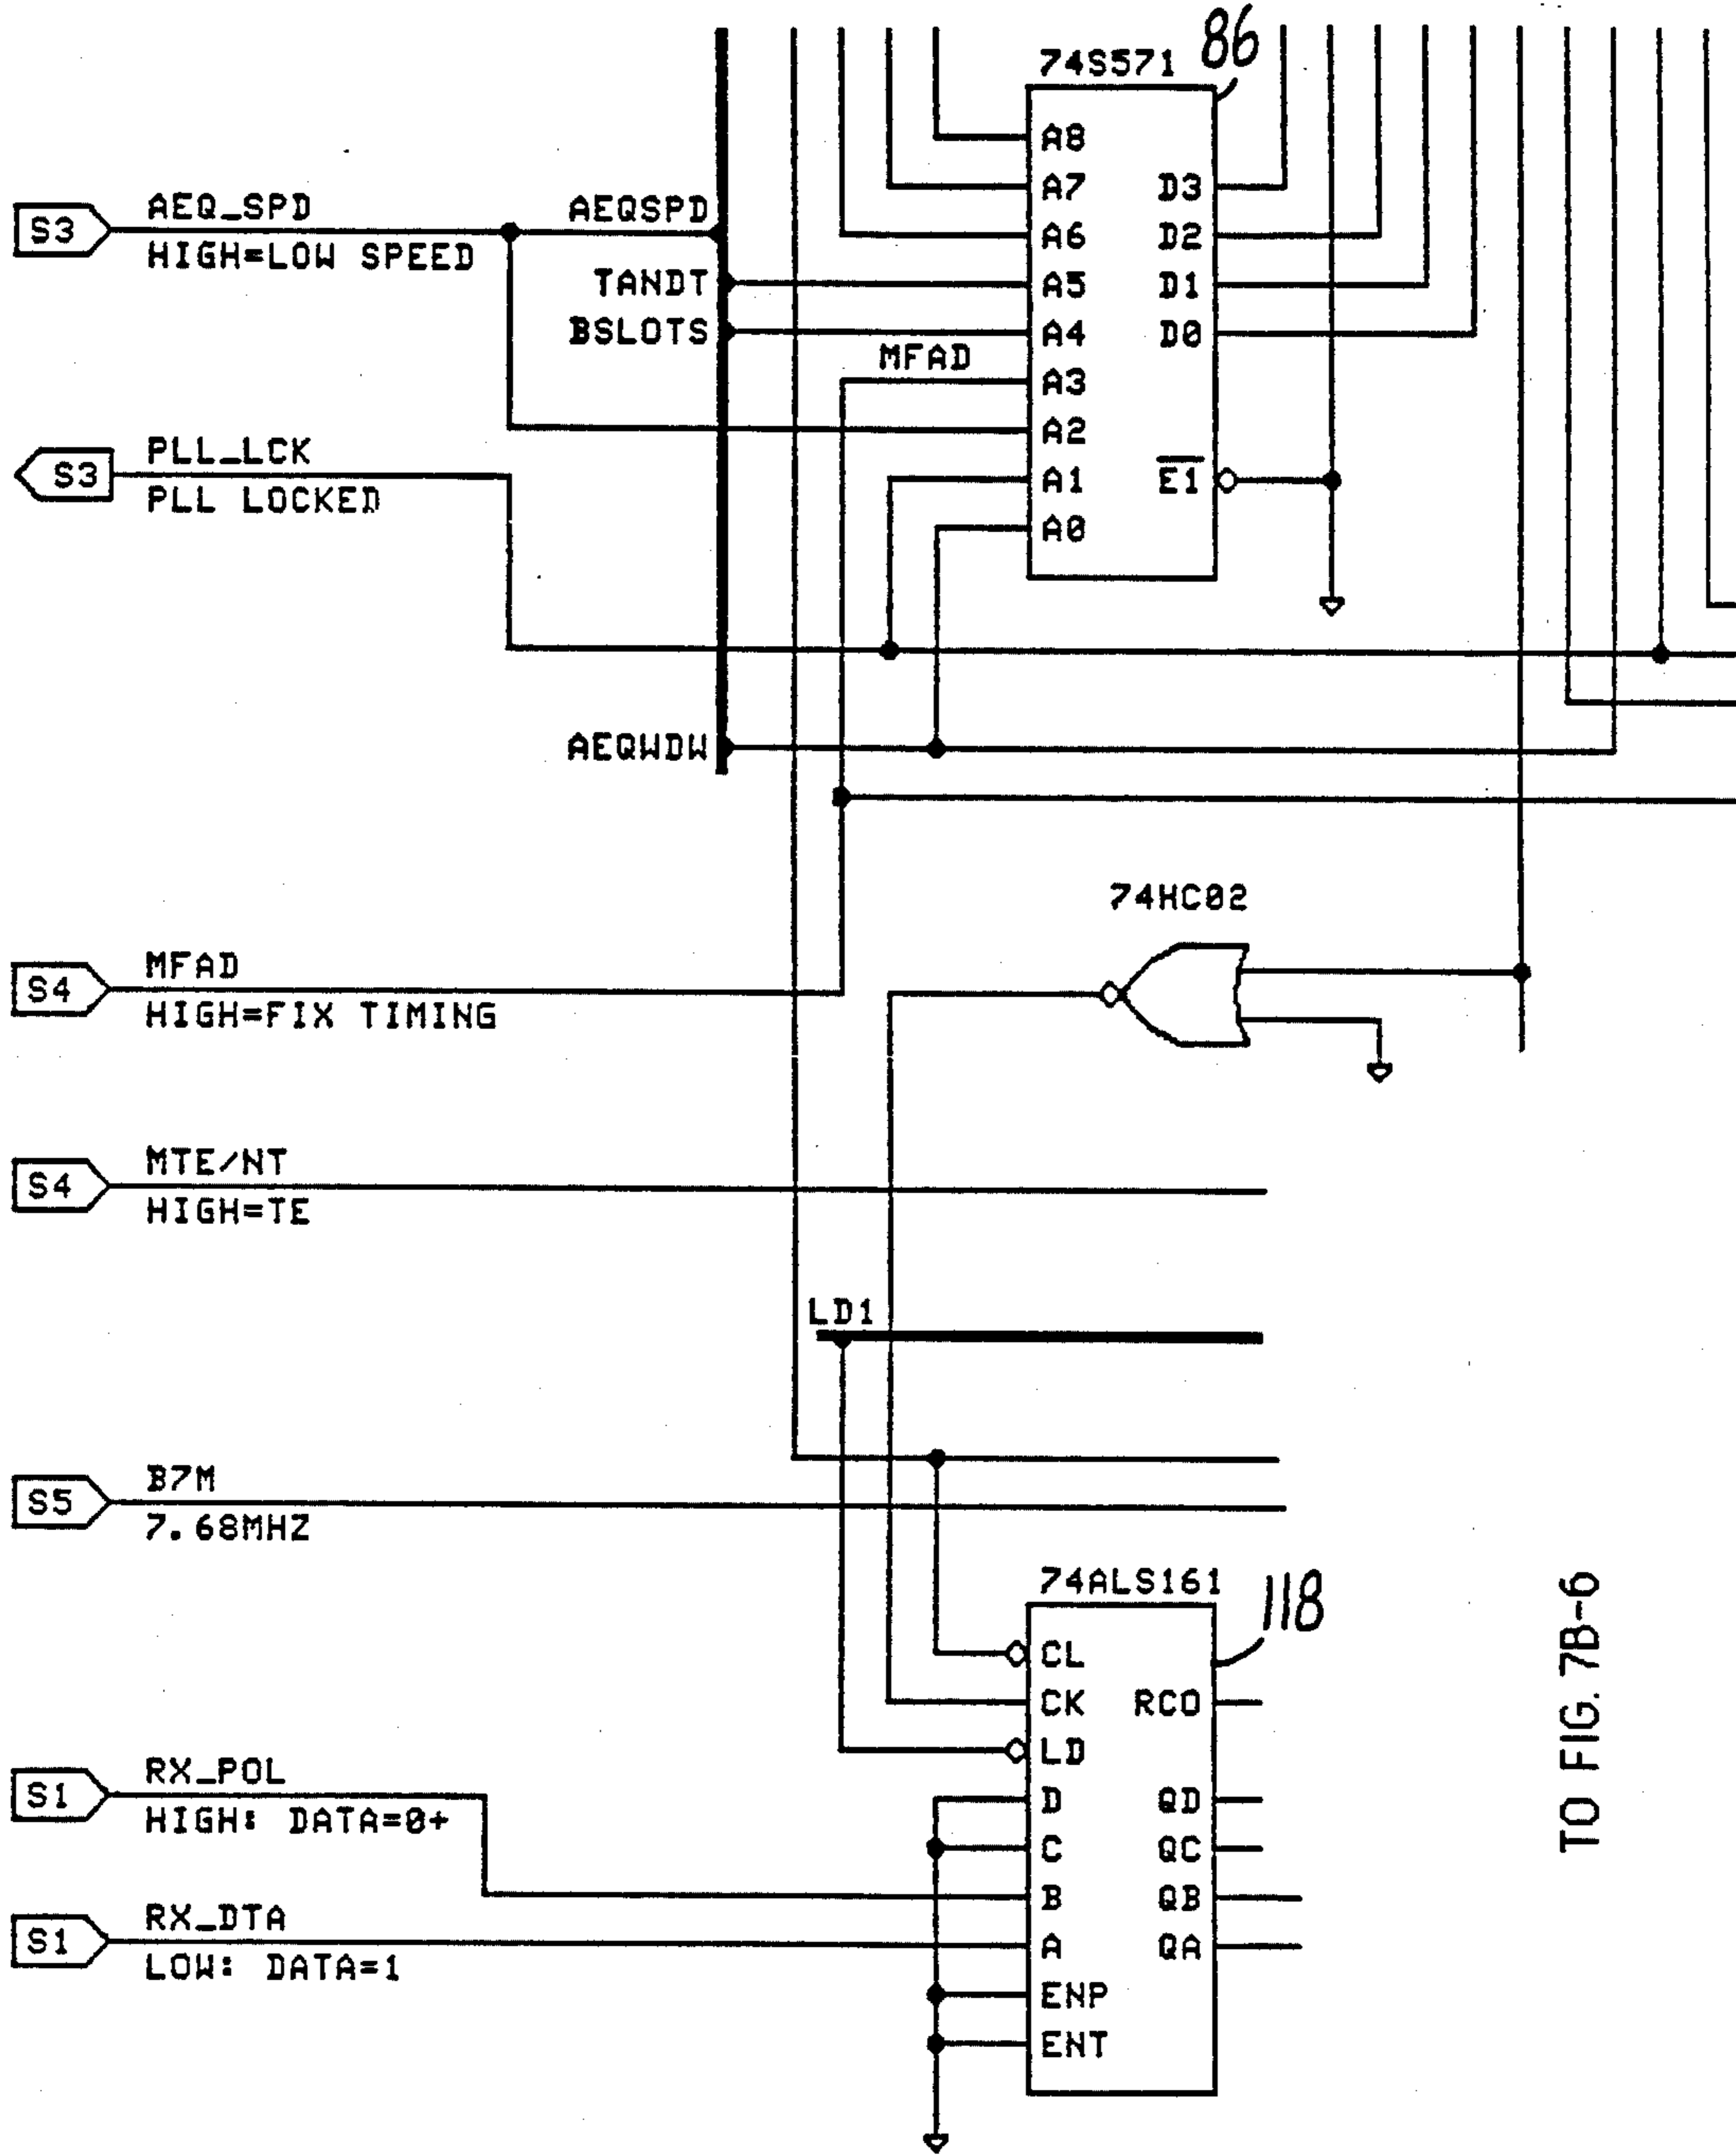 74S571
86
A8
A7 D3
A6 D2
A5 D1
A4 D0
A3
A2
A1 E1
A0
S3 AEQ_SPD
HIGH=LOW SPEED
AEQSPD
TANDT
BSLOTS
MFAD
S3 PLL_LCK
PLL LOCKED
AEQWDW
74HC02
S4 MFAD
HIGH=FIX TIMING
S4 MTE/NT
HIGH=TE
LD1
S5 B7M
7.68MHZ
74ALS161
118
CL
CK RCO
LD
D QD
C QC
B QB
A QA
ENP
ENT
S1 RX_POL
HIGH: DATA=0+
S1 RX_DTA
LOW: DATA=1
TO FIG. 7B-6